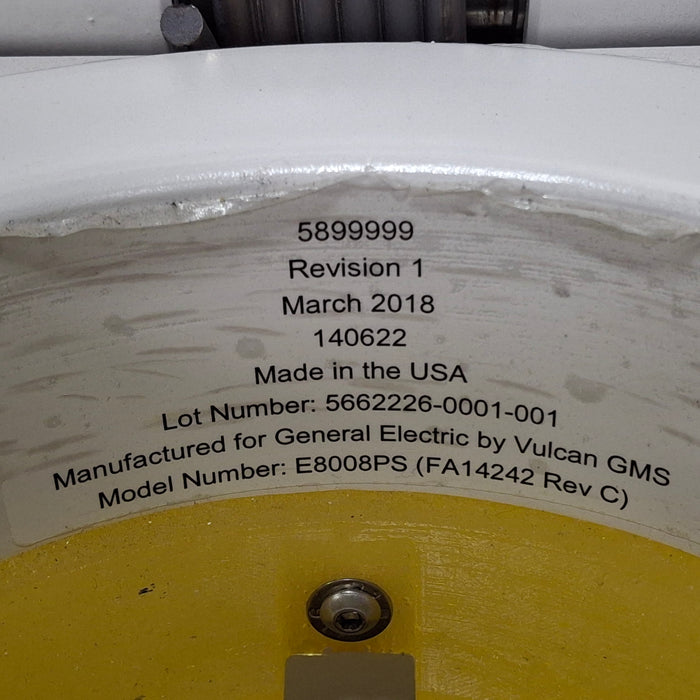 5899999
Revision 1
March 2018
140622
Made in the USA
Lot Number: 5662226-0001-001
Manufactured for General Electric by Vulcan GMS
Model Number: E8008PS (FA14242 Rev C)